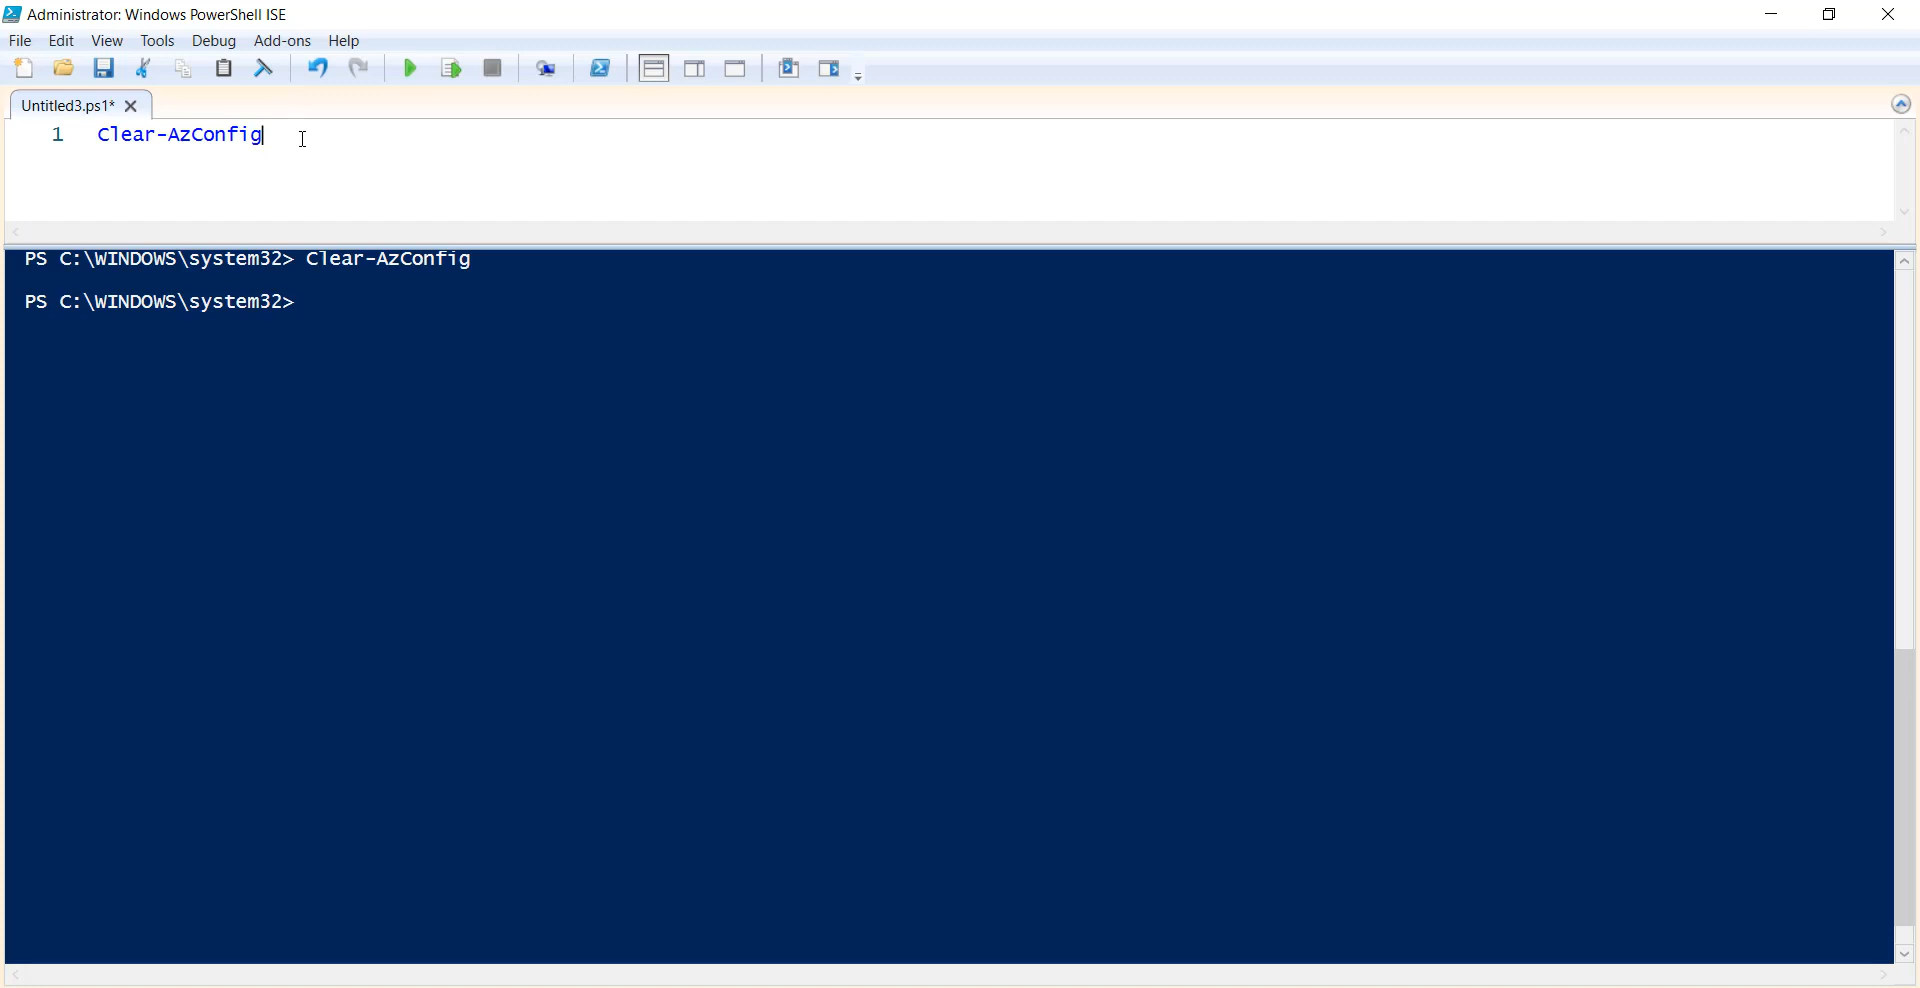 Administrator: Windows PowerShell ISE
File Edit View Tools Debug Add-ons Help
Untitled3.ps1*
1 Clear-AzConfig
PS C:\WINDOWS\system32> Clear-AzConfig
PS C:\WINDOWS\system32>